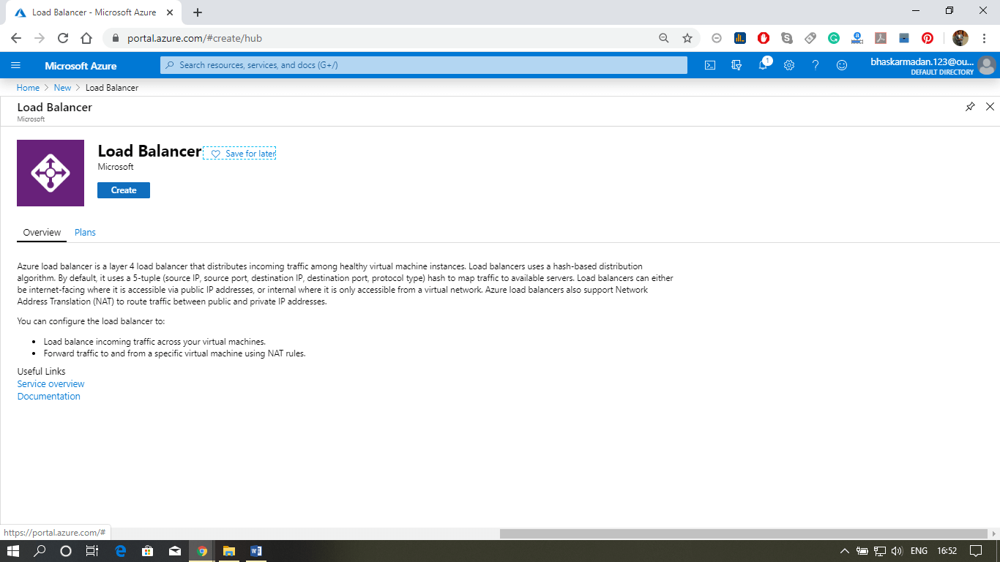 Load Balancer - Microsoft Azure
portal.azure.com/#create/hub
Microsoft Azure
Search resources, services, and docs (G+/)
1
bhaskarmadan.123@ou...
DEFAULT DIRECTORY
Home > New > Load Balancer
Load Balancer
Microsoft
Load Balancer
Save for later
Microsoft
Create
Overview
Plans
Azure load balancer is a layer 4 load balancer that distributes incoming traffic among healthy virtual machine instances. Load balancers uses a hash-based distribution
algorithm. By default, it uses a 5-tuple (source IP, source port, destination IP, destination port, protocol type) hash to map traffic to available servers. Load balancers can either
be internet-facing where it is accessible via public IP addresses, or internal where it is only accessible from a virtual network. Azure load balancers also support Network
Address Translation (NAT) to route traffic between public and private IP addresses.
You can configure the load balancer to:
• Load balance incoming traffic across your virtual machines.
• Forward traffic to and from a specific virtual machine using NAT rules.
Useful Links
Service overview
Documentation
https://portal.azure.com/#
ENG
16:52